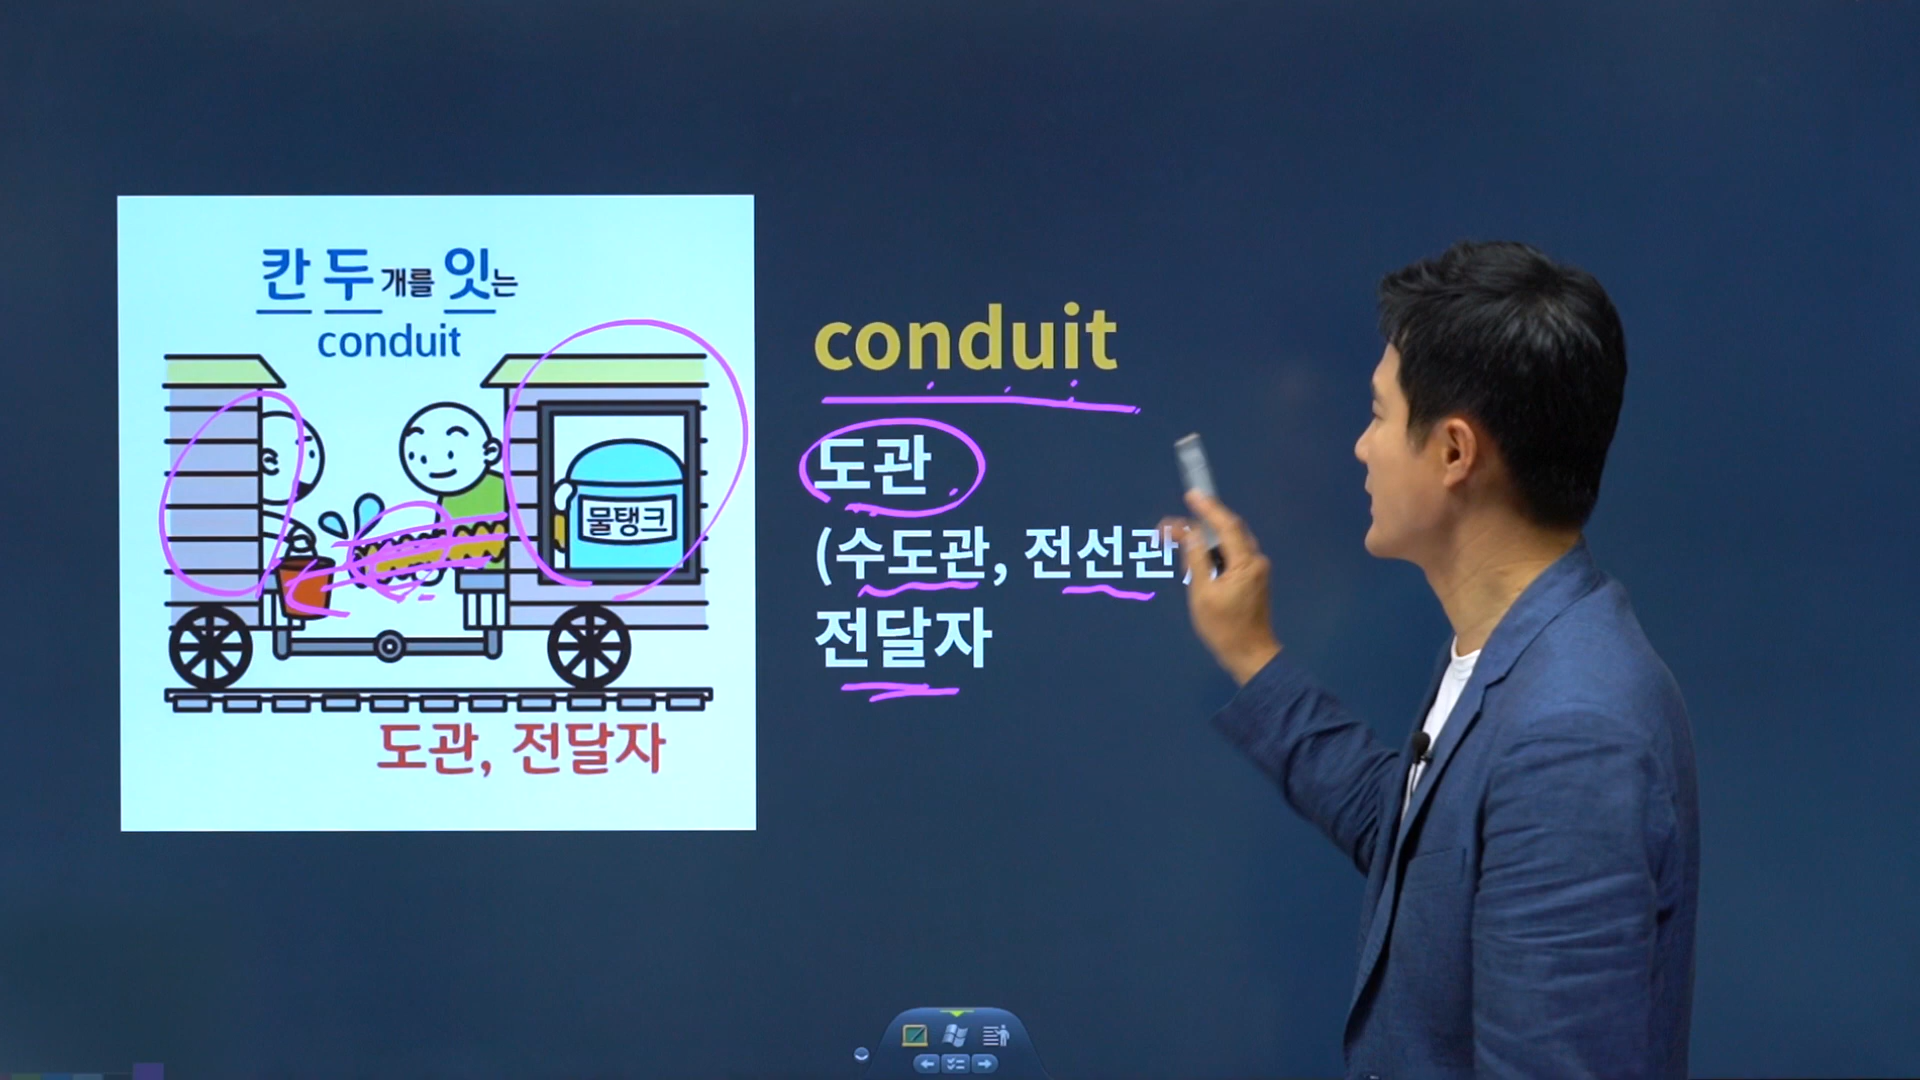 칸 두 개를 잇는
conduit
물탱크
도관, 전달자
conduit
도관
(수도관, 전선관)
전달자